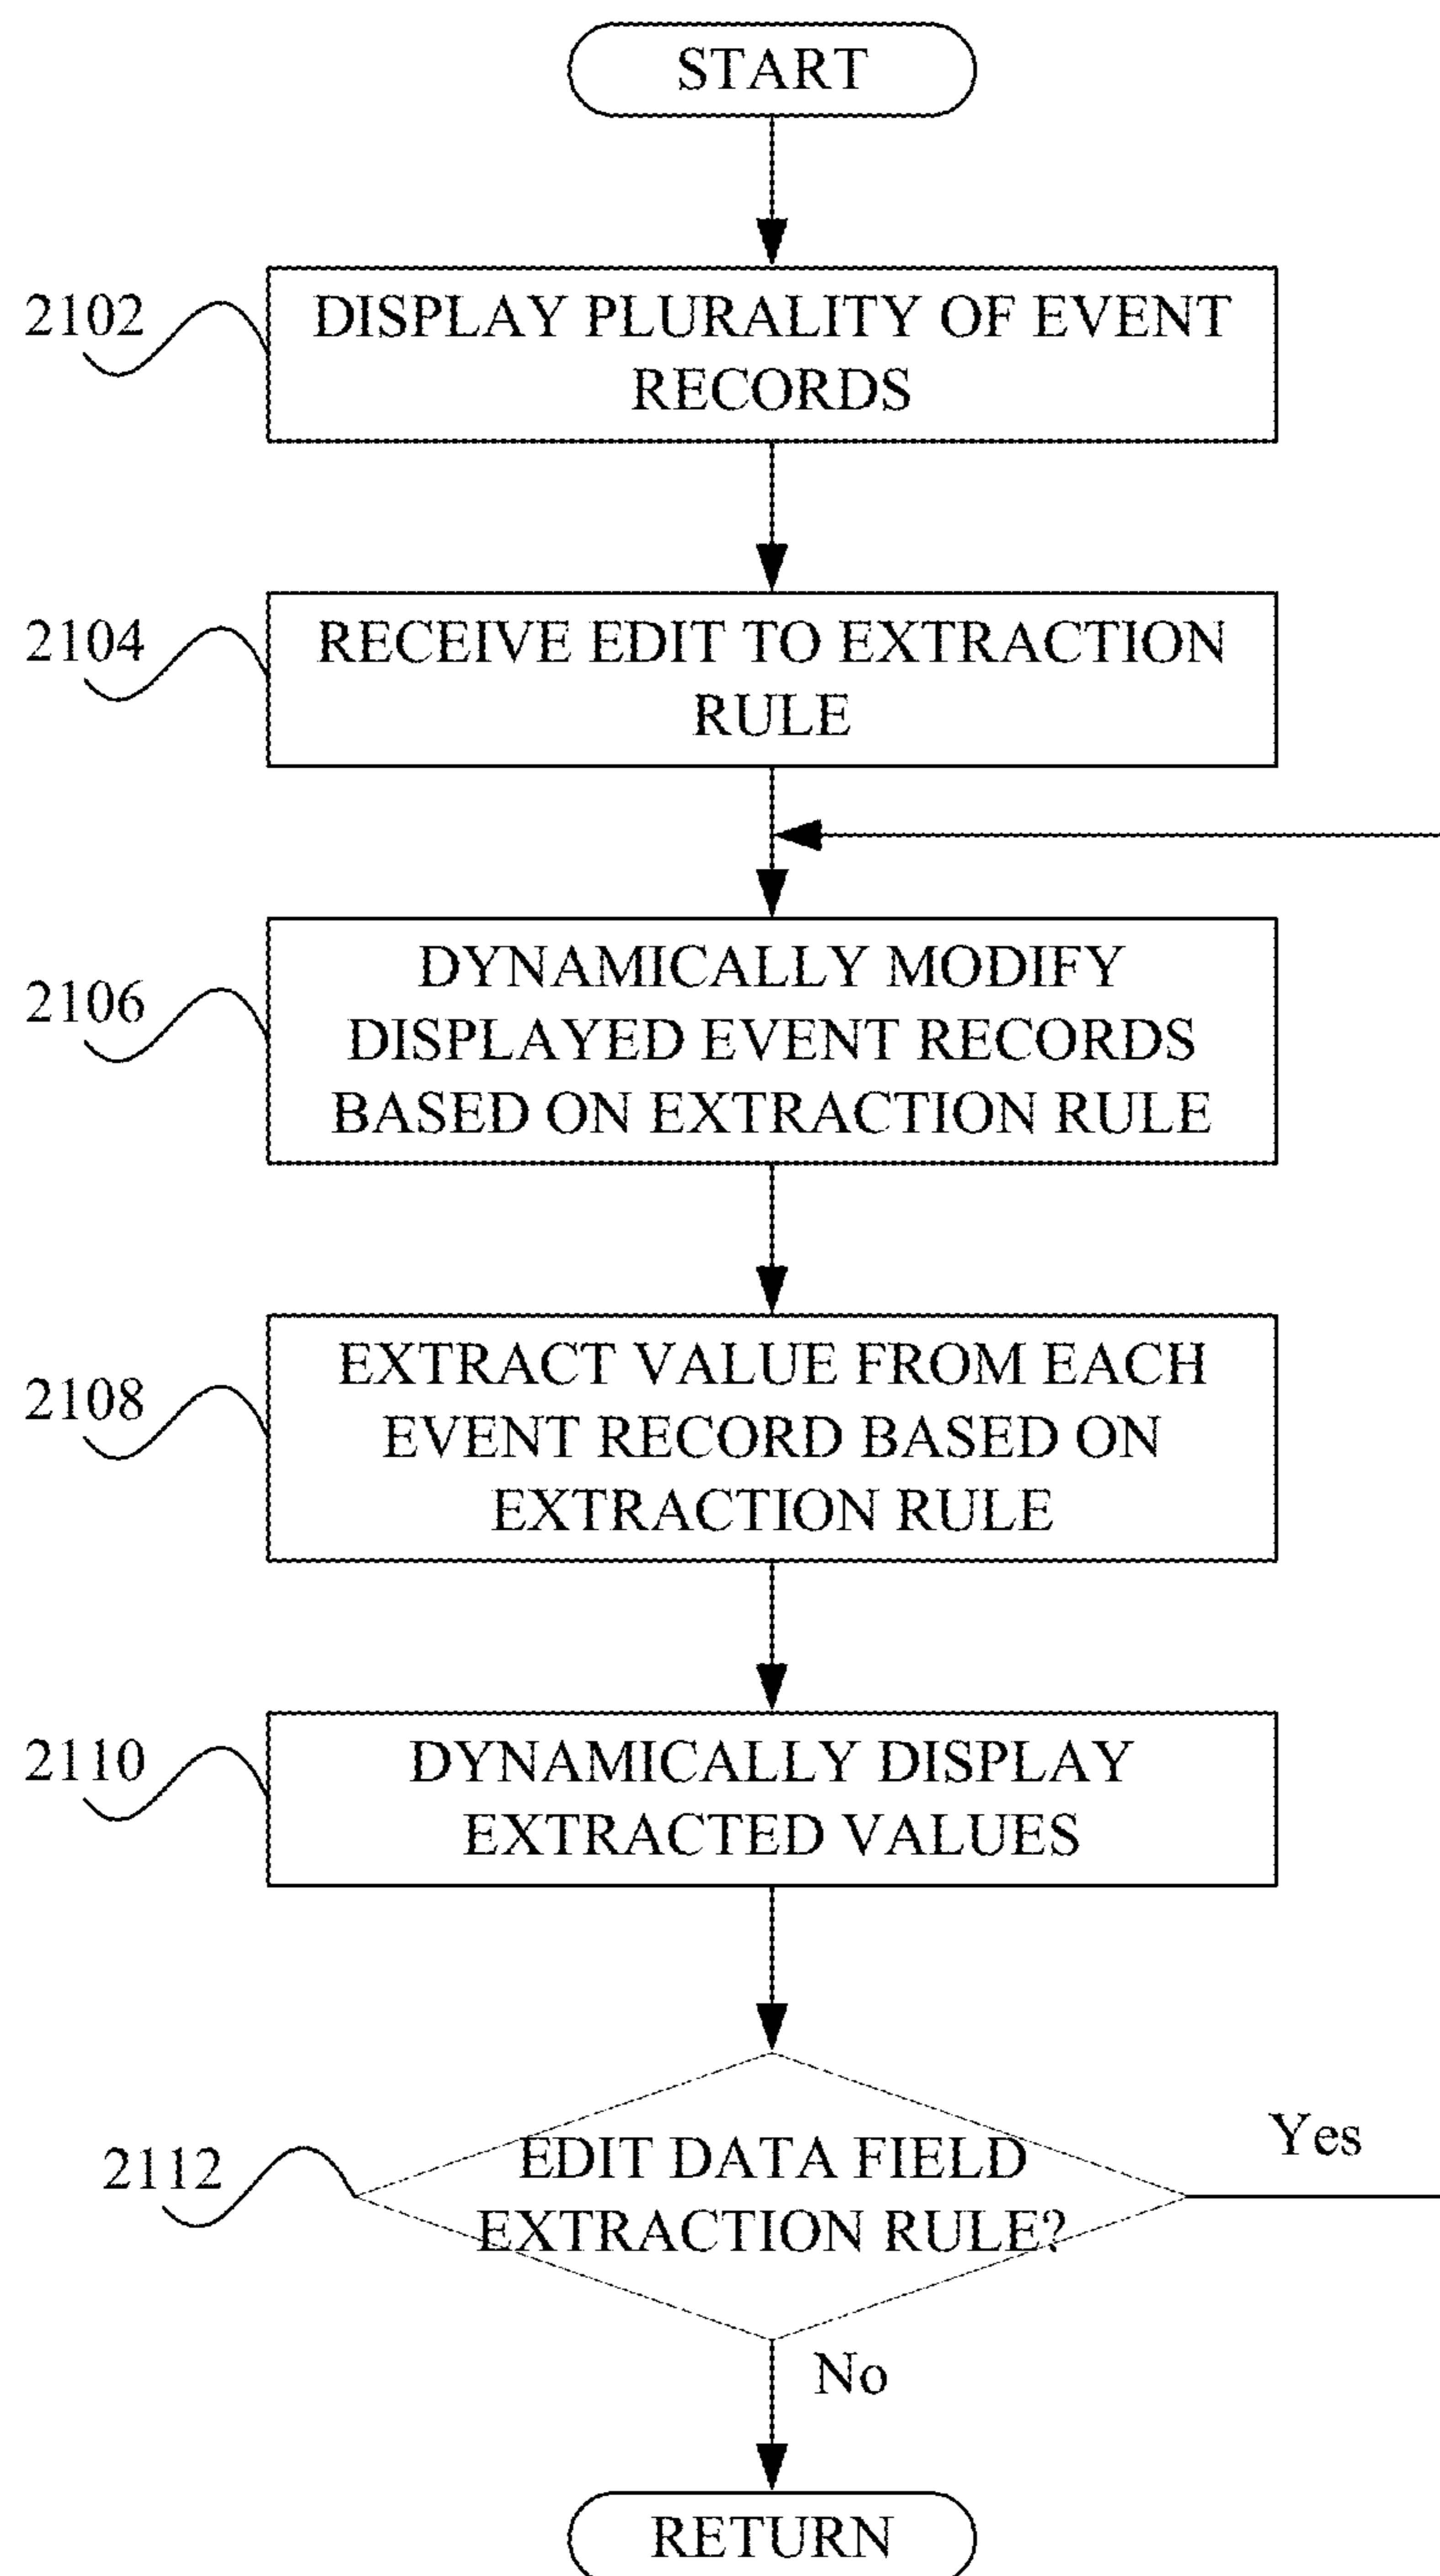 START
2102
DISPLAY PLURALITY OF EVENT
RECORDS
2104
RECEIVE EDIT TO EXTRACTION
RULE
2106
DYNAMICALLY MODIFY
DISPLAYED EVENT RECORDS
BASED ON EXTRACTION RULE
2108
EXTRACT VALUE FROM EACH
EVENT RECORD BASED ON
EXTRACTION RULE
2110
DYNAMICALLY DISPLAY
EXTRACTED VALUES
2112
EDIT DATA FIELD
EXTRACTION RULE?
Yes
No
RETURN